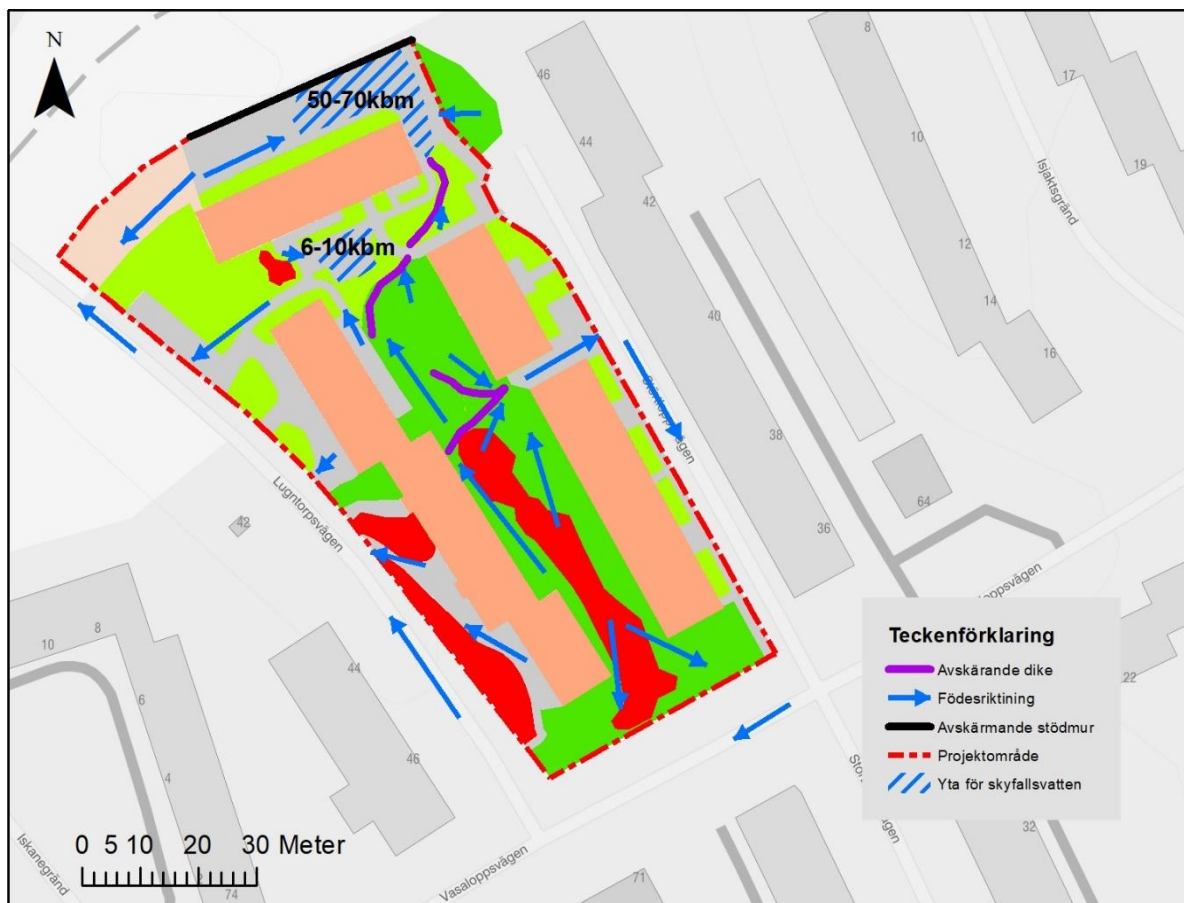 N
50-70kbm
6-10kbm
46
44
42
40
38
36
8
10
12
14
16
17
19
Isjaktsgränd
64
22
32
Lugntorpsvägen
42
44
46
10
8
6
4
74
71
Iskanegränd
Vasaloppsvägen
Teckenförklaring
Avskärande dike
Födesriktining
Avskärmande stödmur
Projektområde
Yta för skyfallsvatten
0 5 10 20 30 Meter